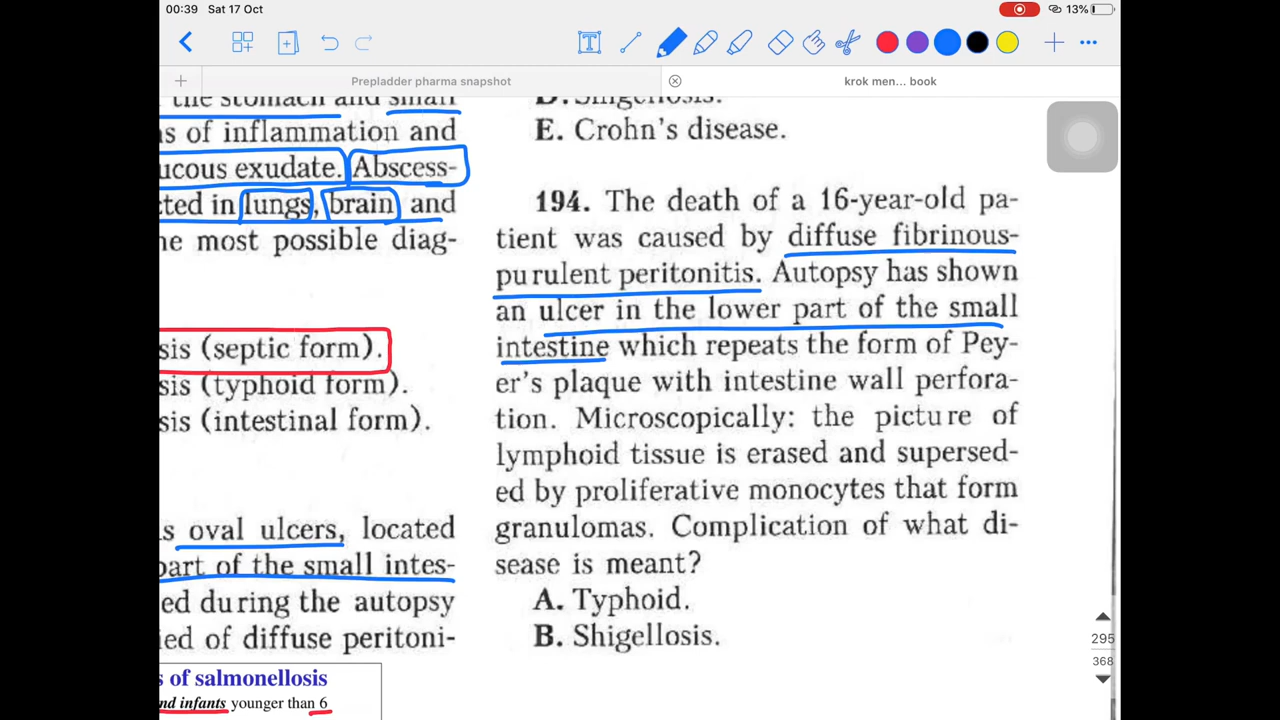 00:39 Sat 17 Oct
13%
T
Prepladder pharma snapshot
krok men... book
the stomach and small
s of inflammation and
ucous exudate. Abscess-
ted in lungs, brain and
ne most possible diag-
sis (septic form).
sis (typhoid form).
sis (intestinal form).
s oval ulcers, located
part of the small intes-
ed during the autopsy
ied of diffuse peritoni-
s of salmonellosis
nd infants younger than 6
D. Shigellosis.
E. Crohn's disease.
194. The death of a 16-year-old pa-
tient was caused by diffuse fibrinous-
purulent peritonitis. Autopsy has shown
an ulcer in the lower part of the small
intestine which repeats the form of Pey-
er's plaque with intestine wall perfora-
tion. Microscopically: the picture of
lymphoid tissue is erased and supersed-
ed by proliferative monocytes that form
granulomas. Complication of what di-
sease is meant?
A. Typhoid.
B. Shigellosis.
295
368